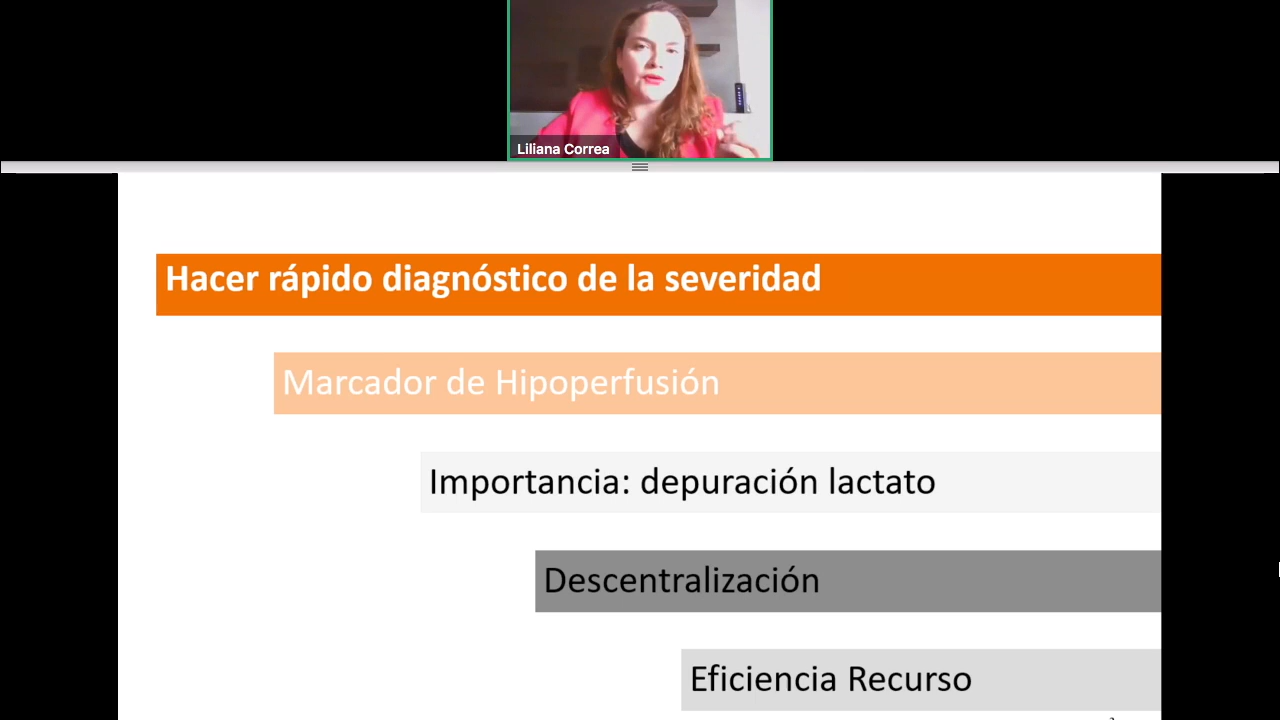 Liliana Correa
Hacer rápido diagnóstico de la severidad
Marcador de Hipoperfusión
Importancia: depuración lactato
Descentralización
Eficiencia Recurso